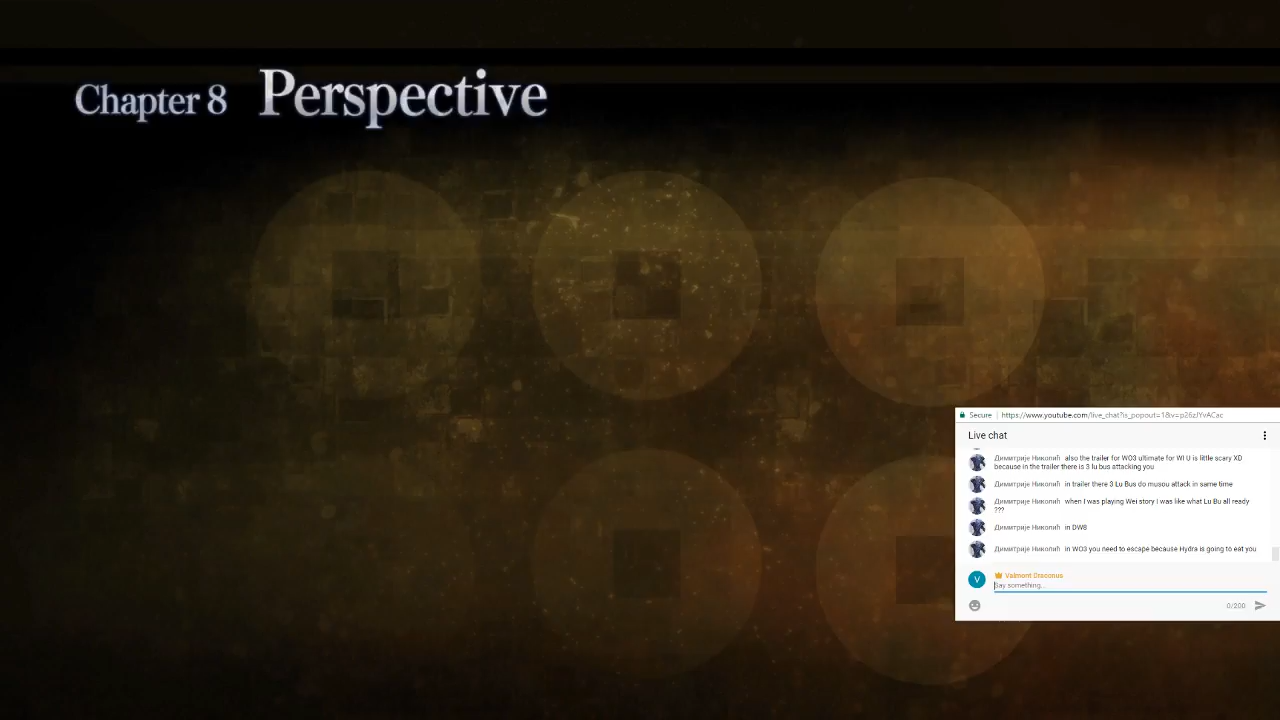 Chapter 8 Perspective
Secure | https://www.youtube.com/live_chat?is_popout=1&v=p26zJYvACac
Live chat
Димитрије Николић also the trailer for WO3 ultimate for WI U is little scary XD
because in the trailer there is 3 lu bus attacking you
Димитрије Николић in trailer there 3 Lu Bus do musou attack in same time
Димитрије Николић when I was playing Wei story I was like what Lu Bu all ready
???
Димитрије Николић in DW8
Димитрије Николић in WO3 you need to escape because Hydra is going to eat you
V
Valmont Draconus
Say something...
0/200